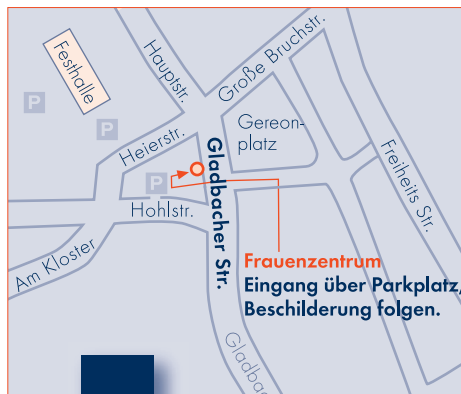 Festhalle
Hauptstr.
Große Bruchstr.
P
P
Heierstr.
Gereon-
platz
Gladbacher Str.
Freiheits Str.
P
Hohlstr.
Am Kloster
Frauenzentrum
Eingang über Parkplatz,
Beschilderung folgen.
Gladbac